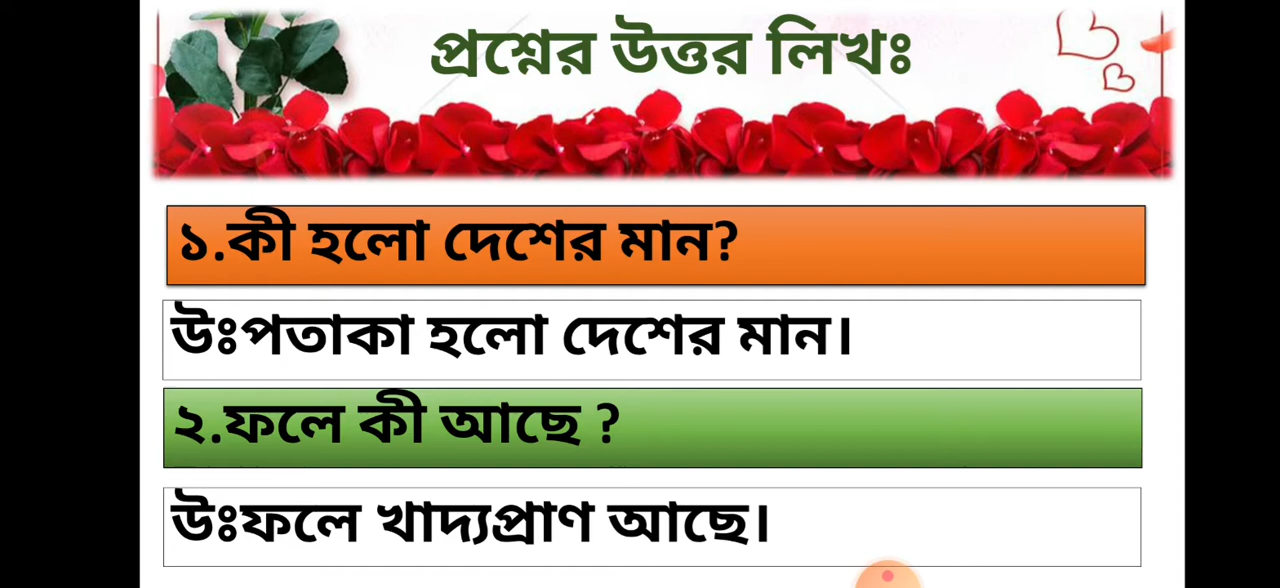 প্রশ্নের উত্তর লিখঃ
১.কী হলো দেশের মান?
উঃপতাকা হলো দেশের মান।
২.ফলে কী আছে ?
উঃফলে খাদ্যপ্রাণ আছে।